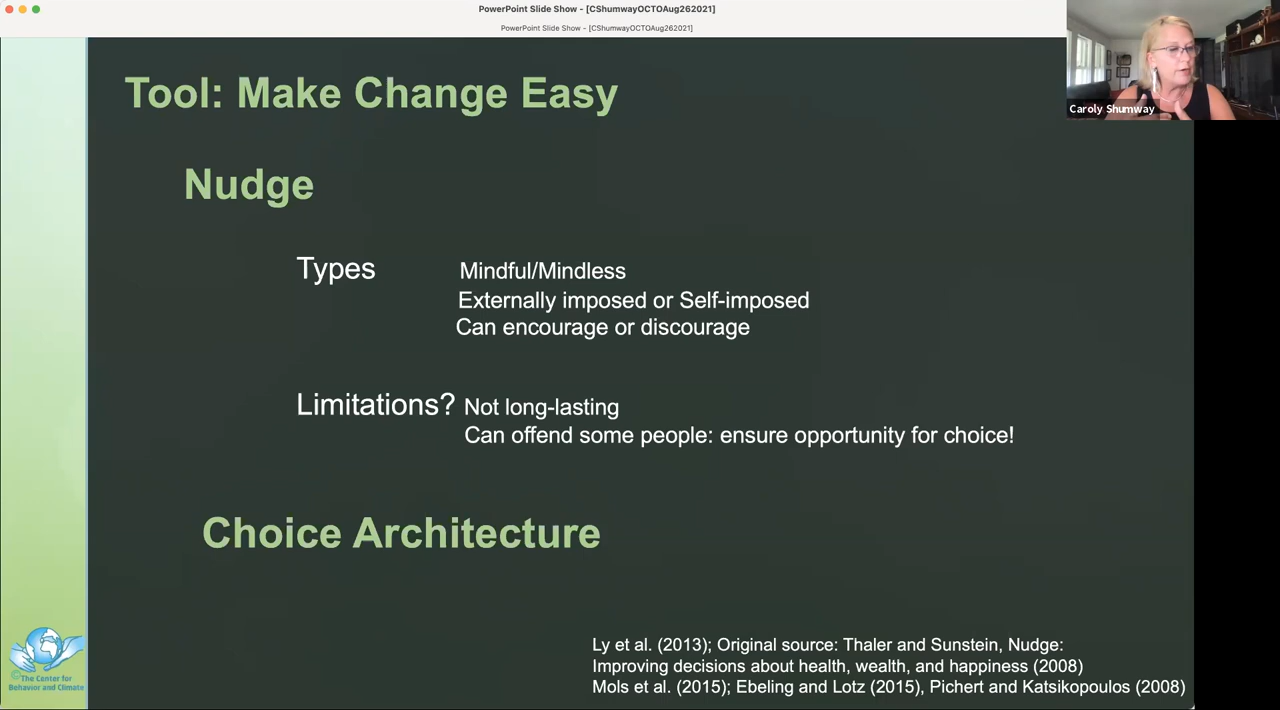 PowerPoint Slide Show - [CShumwayOCTOAug262021]
PowerPoint Slide Show - [CShumwayOCTOAug262021]
Caroly Shumway
Tool: Make Change Easy
Nudge
Types Mindful/Mindless
Externally imposed or Self-imposed
Can encourage or discourage
Limitations? Not long-lasting
Can offend some people: ensure opportunity for choice!
Choice Architecture
Ly et al. (2013); Original source: Thaler and Sunstein, Nudge:
Improving decisions about health, wealth, and happiness (2008)
Mols et al. (2015); Ebeling and Lotz (2015), Pichert and Katsikopoulos (2008)
©The Center for
Behavior and Climate